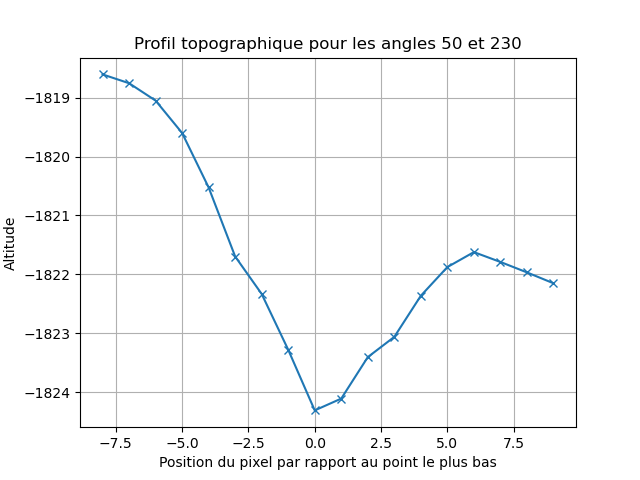 Profil topographique pour les angles 50 et 230
Altitude
−1819
−1820
−1821
−1822
−1823
−1824
−7.5 −5.0 −2.5 0.0 2.5 5.0 7.5
Position du pixel par rapport au point le plus bas